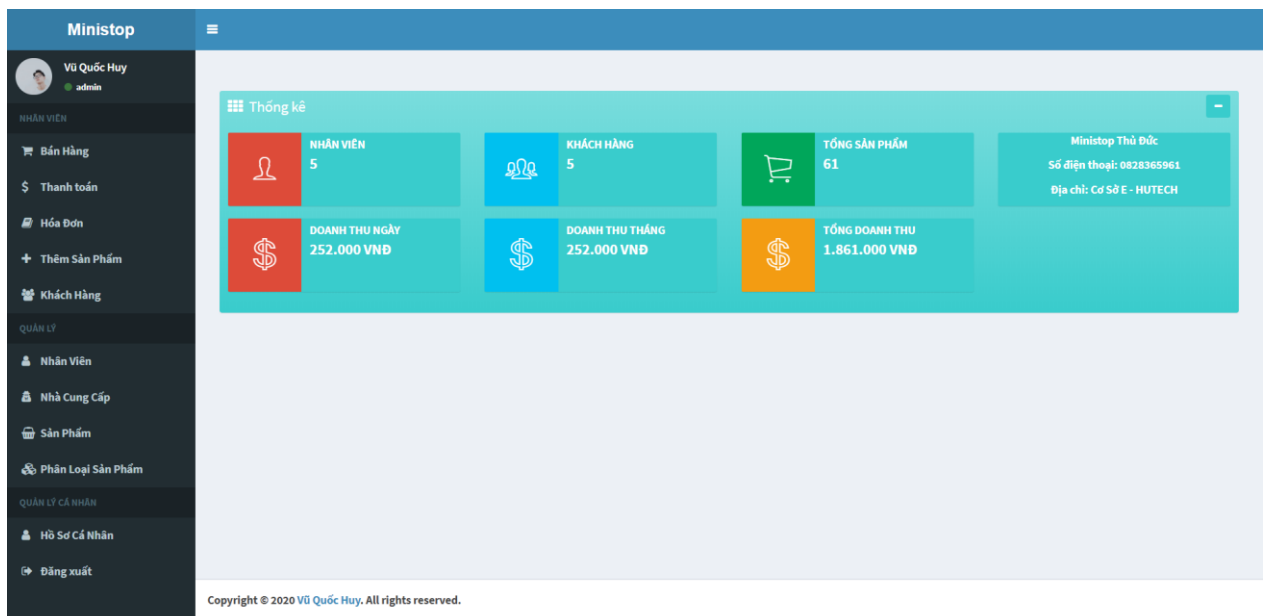 Ministop
Vũ Quốc Huy
admin
NHÂN VIÊN
Bán Hàng
Thanh toán
Hóa Đơn
Thêm Sản Phẩm
Khách Hàng
QUẢN LÝ
Nhân Viên
Nhà Cung Cấp
Sản Phẩm
Phân Loại Sản Phẩm
QUẢN LÝ CÁ NHÂN
Hồ Sơ Cá Nhân
Đăng xuất
Thống kê
NHÂN VIÊN
5
KHÁCH HÀNG
5
TỔNG SẢN PHẨM
61
Ministop Thủ Đức
Số điện thoại: 0828365961
Địa chỉ: Cơ Sở E - HUTECH
DOANH THU NGÀY
252.000 VNĐ
DOANH THU THÁNG
252.000 VNĐ
TỔNG DOANH THU
1.861.000 VNĐ
Copyright © 2020 Vũ Quốc Huy. All rights reserved.